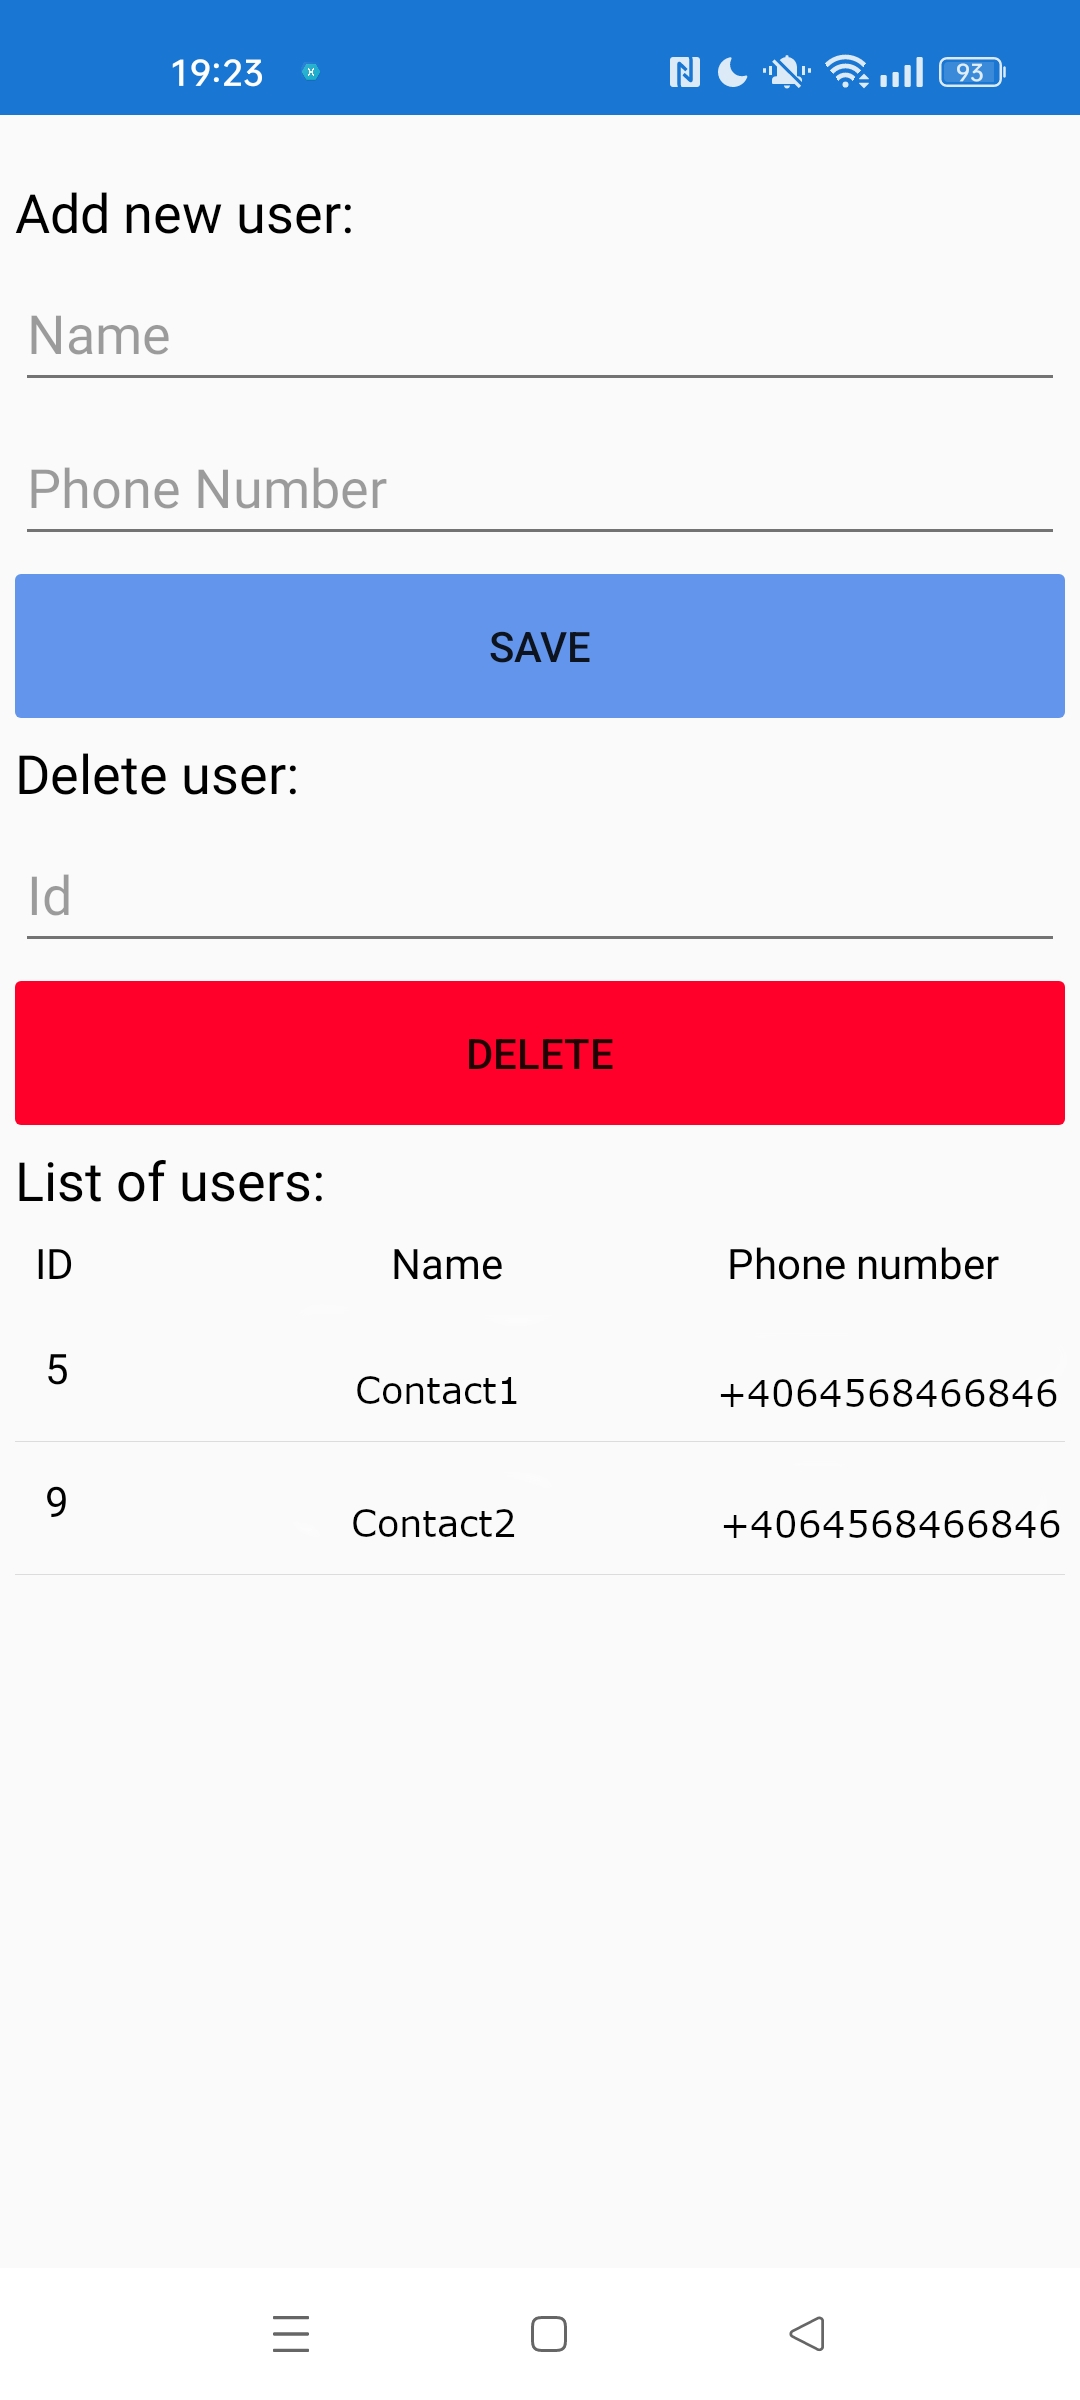 19:23 93
Add new user:
Name
Phone Number
SAVE
Delete user:
Id
DELETE
List of users:
ID Name Phone number
5 Contact1 +4064568466846
9 Contact2 +4064568466846